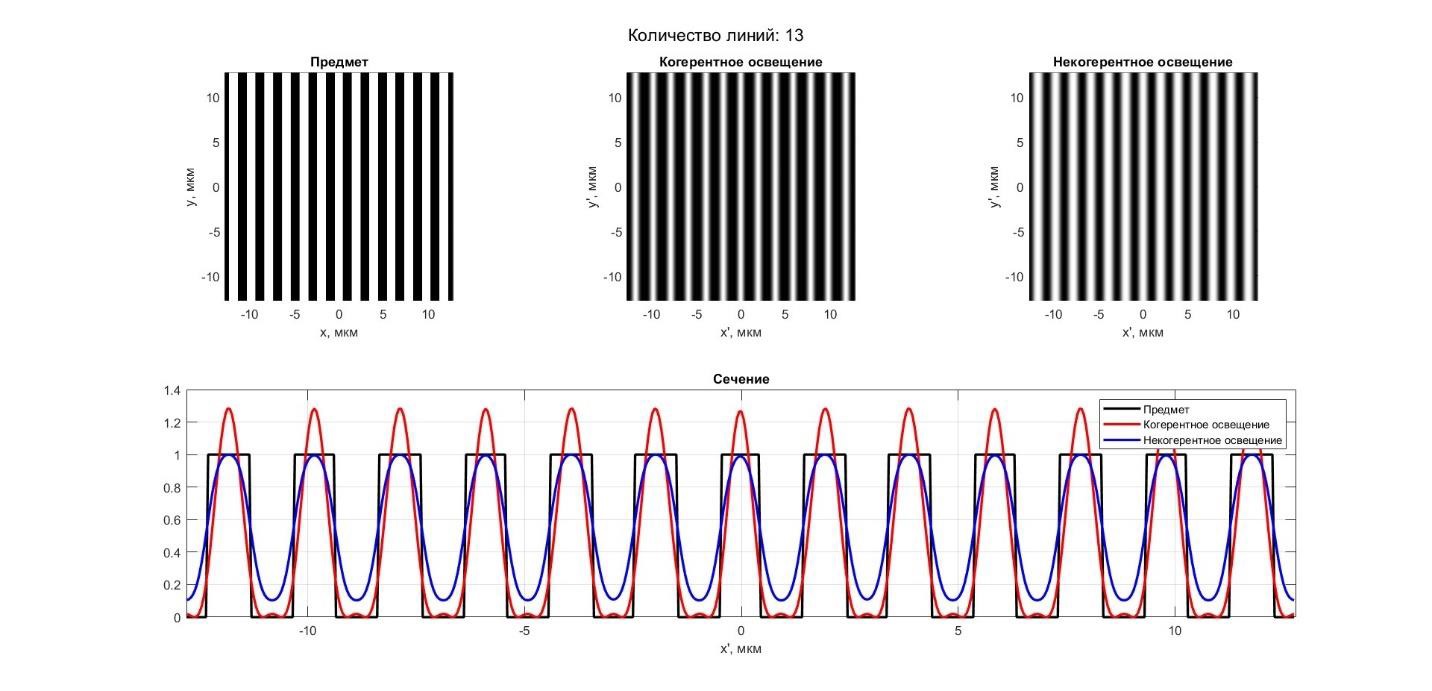 Количество линий: 13
Предмет
Когерентное освещение
Некогерентное освещение
10
5
0
-5
-10
y, мкм
-10 -5 0 5 10
x, мкм
10
5
0
-5
-10
y', мкм
-10 -5 0 5 10
x', мкм
10
5
0
-5
-10
y', мкм
-10 -5 0 5 10
x', мкм
Сечение
1.4
1.2
1
0.8
0.6
0.4
0.2
0
Предмет
Когерентное освещение
Некогерентное освещение
-10 -5 0 5 10
x', мкм